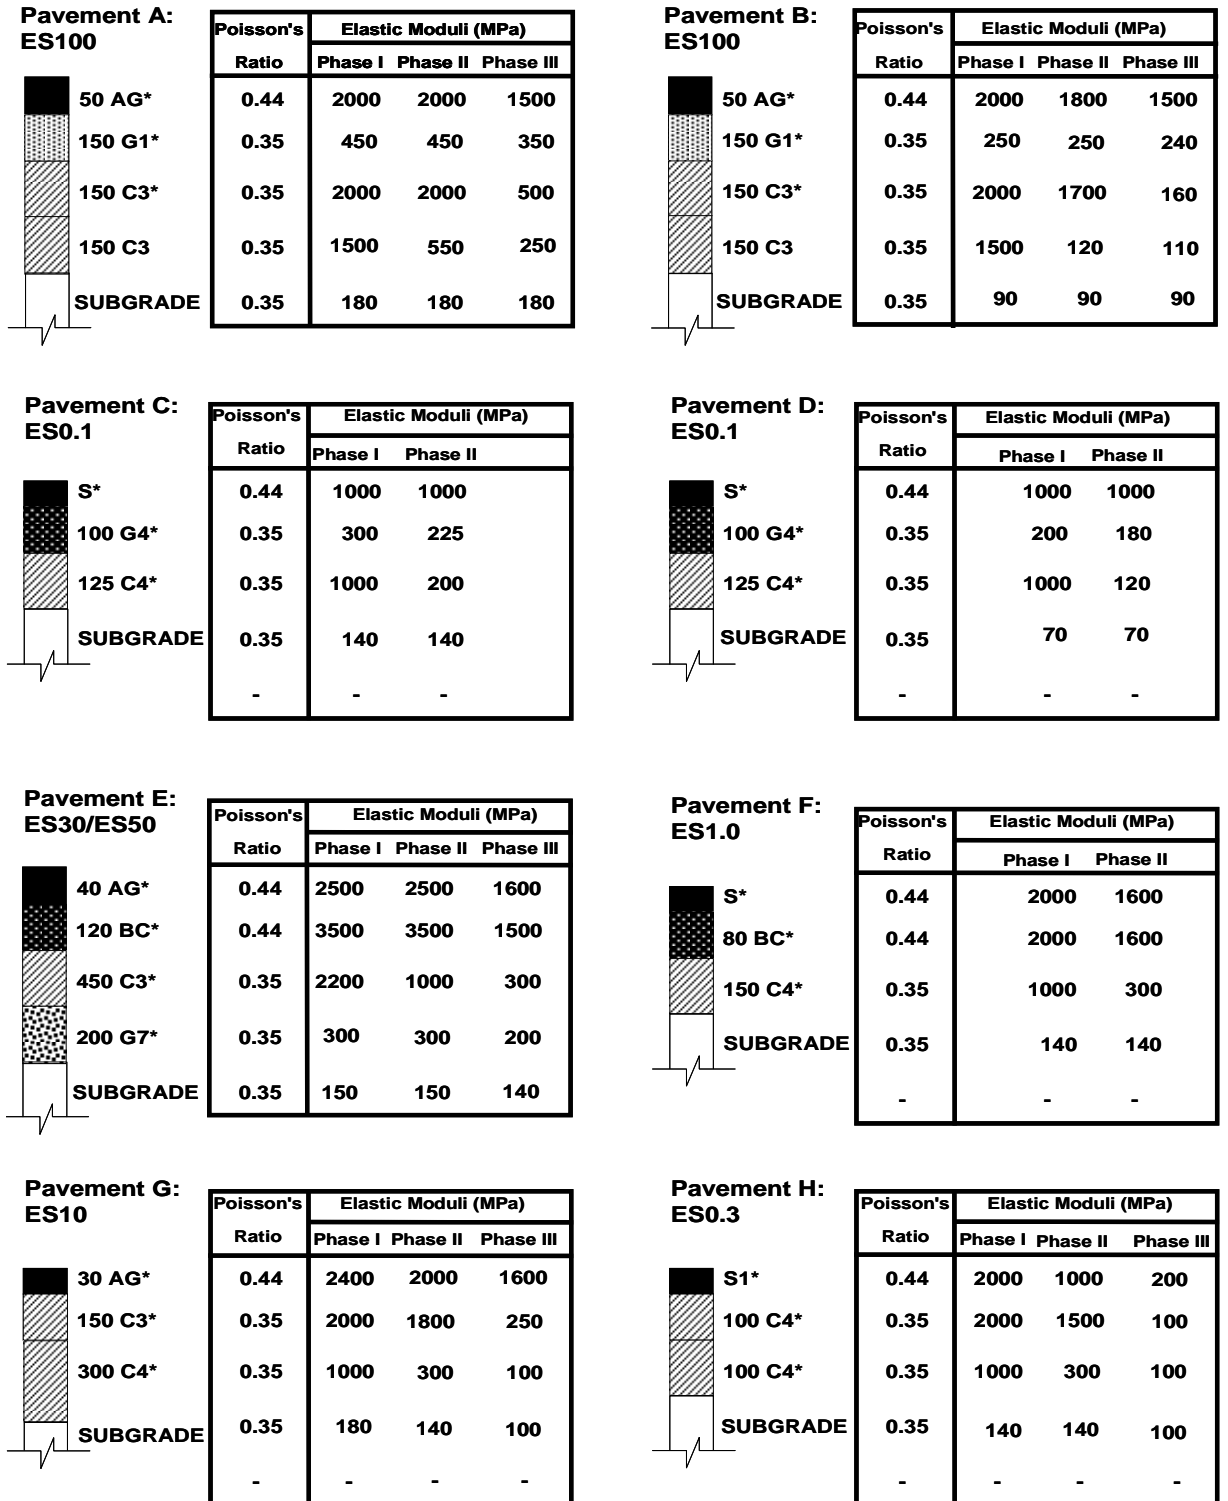 Pavement A:
ES100
Poisson's Elastic Moduli (MPa)
Ratio Phase I Phase II Phase III
50 AG* 0.44 2000 2000 1500
150 G1* 0.35 450 450 350
150 C3* 0.35 2000 2000 500
150 C3 0.35 1500 550 250
SUBGRADE 0.35 180 180 180
Pavement B:
ES100
Poisson's Elastic Moduli (MPa)
Ratio Phase I Phase II Phase III
50 AG* 0.44 2000 1800 1500
150 G1* 0.35 250 250 240
150 C3* 0.35 2000 1700 160
150 C3 0.35 1500 120 110
SUBGRADE 0.35 90 90 90
Pavement C:
ES0.1
Poisson's Elastic Moduli (MPa)
Ratio Phase I Phase II
S* 0.44 1000 1000
100 G4* 0.35 300 225
125 C4* 0.35 1000 200
SUBGRADE 0.35 140 140
- - -
Pavement D:
ES0.1
Poisson's Elastic Moduli (MPa)
Ratio Phase I Phase II
S* 0.44 1000 1000
100 G4* 0.35 200 180
125 C4* 0.35 1000 120
SUBGRADE 0.35 70 70
- - -
Pavement E:
ES30/ES50
Poisson's Elastic Moduli (MPa)
Ratio Phase I Phase II Phase III
40 AG* 0.44 2500 2500 1600
120 BC* 0.44 3500 3500 1500
450 C3* 0.35 2200 1000 300
200 G7* 0.35 300 300 200
SUBGRADE 0.35 150 150 140
Pavement F:
ES1.0
Poisson's Elastic Moduli (MPa)
Ratio Phase I Phase II
S* 0.44 2000 1600
80 BC* 0.44 2000 1600
150 C4* 0.35 1000 300
SUBGRADE 0.35 140 140
- - -
Pavement G:
ES10
Poisson's Elastic Moduli (MPa)
Ratio Phase I Phase II Phase III
30 AG* 0.44 2400 2000 1600
150 C3* 0.35 2000 1800 250
300 C4* 0.35 1000 300 100
SUBGRADE 0.35 180 140 100
- - - -
Pavement H:
ES0.3
Poisson's Elastic Moduli (MPa)
Ratio Phase I Phase II Phase III
S1* 0.44 2000 1000 200
100 C4* 0.35 2000 1500 100
100 C4* 0.35 1000 300 100
SUBGRADE 0.35 140 140 100
- - - -